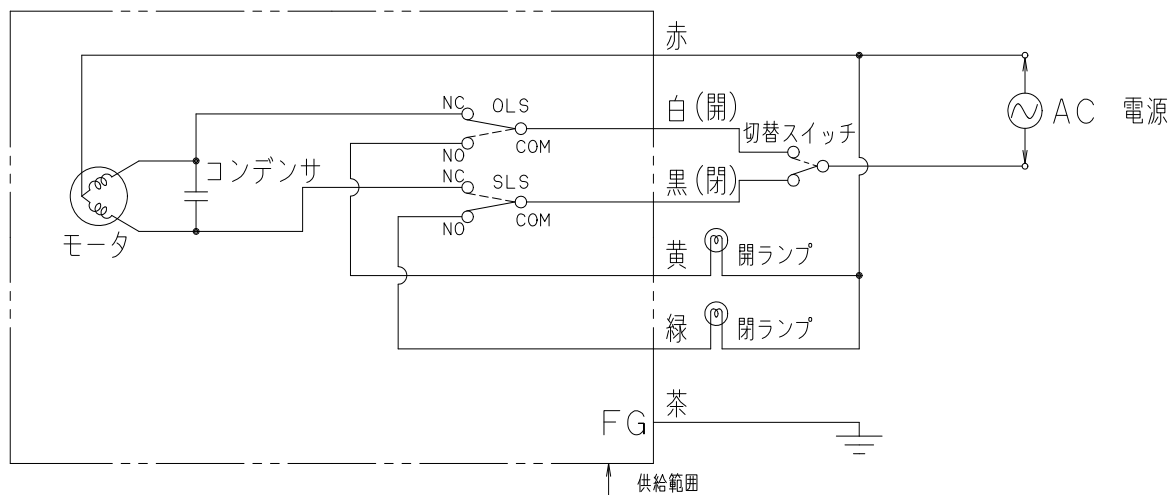 赤
NC OLS
白(開)
切替スイッチ
AC 電源
NO
COM
コンデンサ
NC SLS
黒(閉)
NO
COM
モータ
黄
開ランプ
緑
閉ランプ
茶
FG
供給範囲